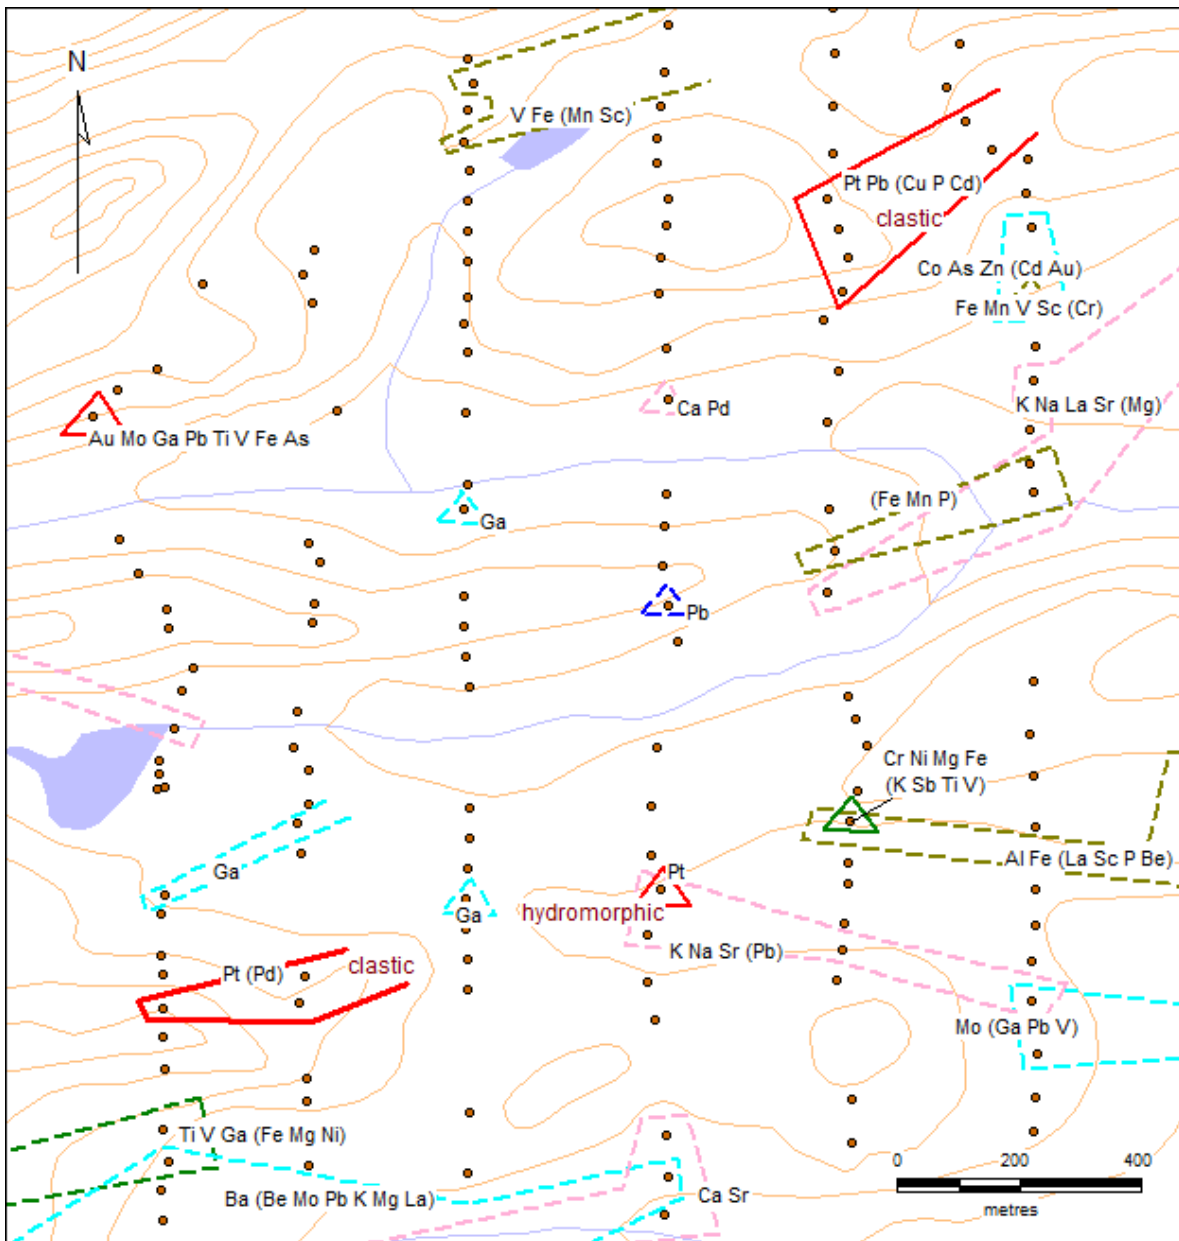 N
V Fe (Mn Sc)
Pt Pb (Cu P Cd)
clastic
Co As Zn (Cd Au)
Fe Mn V Sc (Cr)
Ca Pd
K Na La Sr (Mg)
Au Mo Ga Pb Ti V Fe As
(Fe Mn P)
Ga
Pb
Cr Ni Mg Fe
(K Sb Ti V)
Al Fe (La Sc P Be)
Ga
Pt
Ga
hydromorphic
K Na Sr (Pb)
clastic
Pt (Pd)
Mo (Ga Pb V)
Ti V Ga (Fe Mg Ni)
Ba (Be Mo Pb K Mg La)
Ca Sr
0 200 400
metres